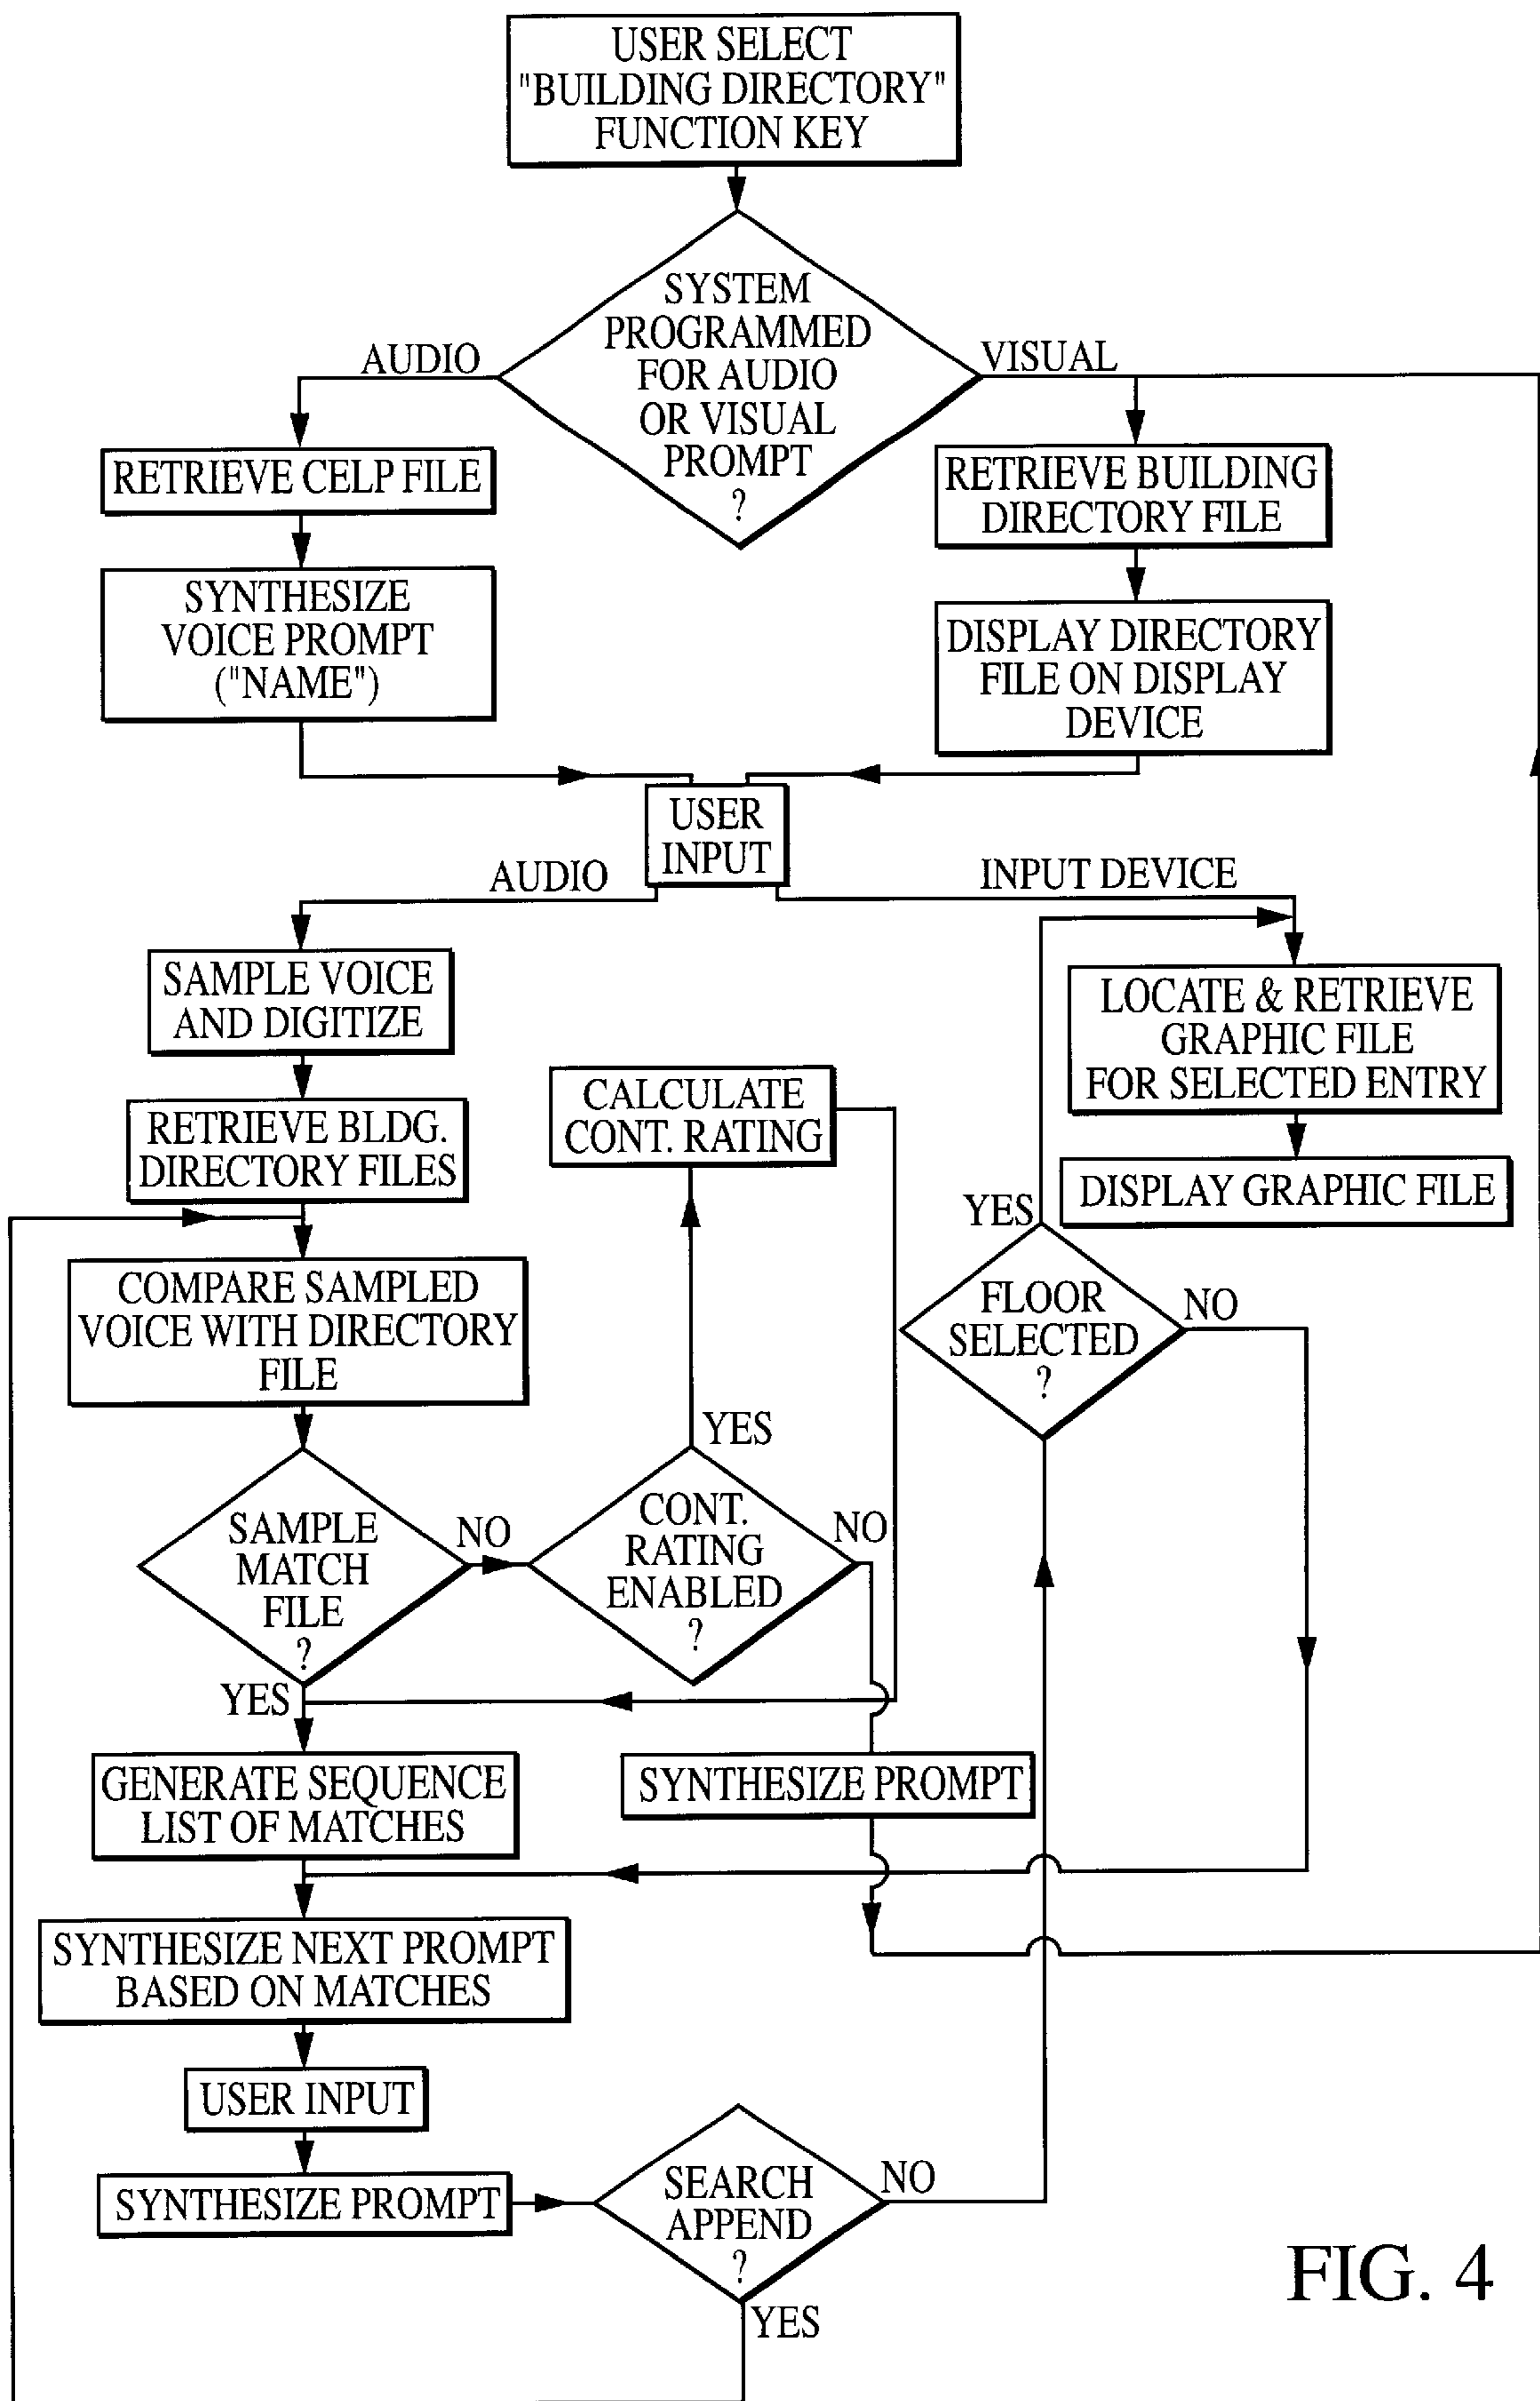 USER SELECT
"BUILDING DIRECTORY"
FUNCTION KEY
SYSTEM
PROGRAMMED
FOR AUDIO
OR VISUAL
PROMPT
?
AUDIO
VISUAL
RETRIEVE CELP FILE
RETRIEVE BUILDING
DIRECTORY FILE
SYNTHESIZE
VOICE PROMPT
("NAME")
DISPLAY DIRECTORY
FILE ON DISPLAY
DEVICE
USER
INPUT
AUDIO
INPUT DEVICE
SAMPLE VOICE
AND DIGITIZE
LOCATE & RETRIEVE
GRAPHIC FILE
FOR SELECTED ENTRY
CALCULATE
CONT. RATING
RETRIEVE BLDG.
DIRECTORY FILES
DISPLAY GRAPHIC FILE
YES
COMPARE SAMPLED
VOICE WITH DIRECTORY
FILE
FLOOR
SELECTED
?
NO
YES
SAMPLE
MATCH
FILE
?
NO
CONT.
RATING
ENABLED
?
NO
YES
GENERATE SEQUENCE
LIST OF MATCHES
SYNTHESIZE PROMPT
SYNTHESIZE NEXT PROMPT
BASED ON MATCHES
USER INPUT
SYNTHESIZE PROMPT
SEARCH
APPEND
?
NO
YES
FIG. 4